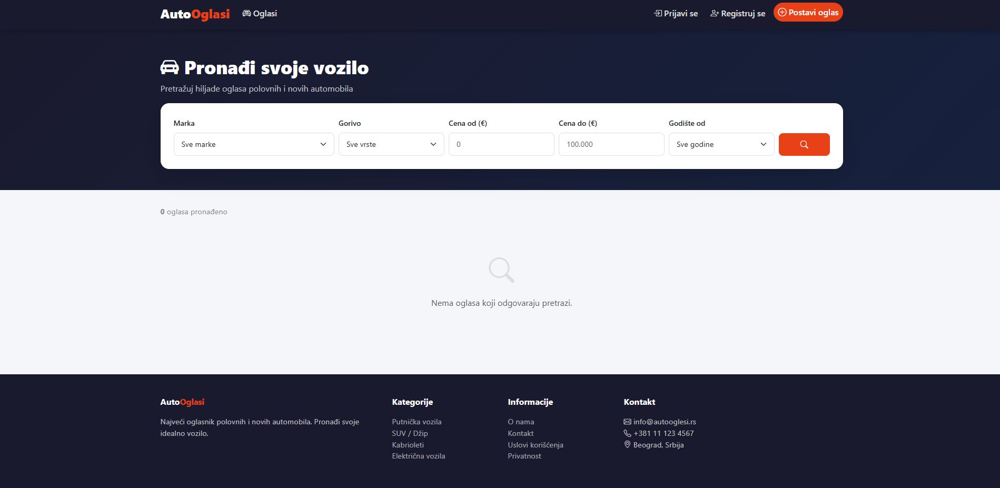 AutoOglasi
Oglasi
Prijavi se
Registruj se
Postavi oglas
Pronađi svoje vozilo
Pretražuj hiljade oglasa polovnih i novih automobila
Marka
Gorivo
Cena od (€)
Cena do (€)
Godište od
Sve marke
Sve vrste
0
100.000
Sve godine
0 oglasa pronađeno
Nema oglasa koji odgovaraju pretrazi.
AutoOglasi
Najveći oglasnik polovnih i novih automobila. Pronađi svoje
idealno vozilo.
Kategorije
Putnička vozila
SUV / Džip
Kabrioleti
Električna vozila
Informacije
O nama
Kontakt
Uslovi korišćenja
Privatnost
Kontakt
info@autooglesi.rs
+381 11 123 4567
Beograd, Srbija